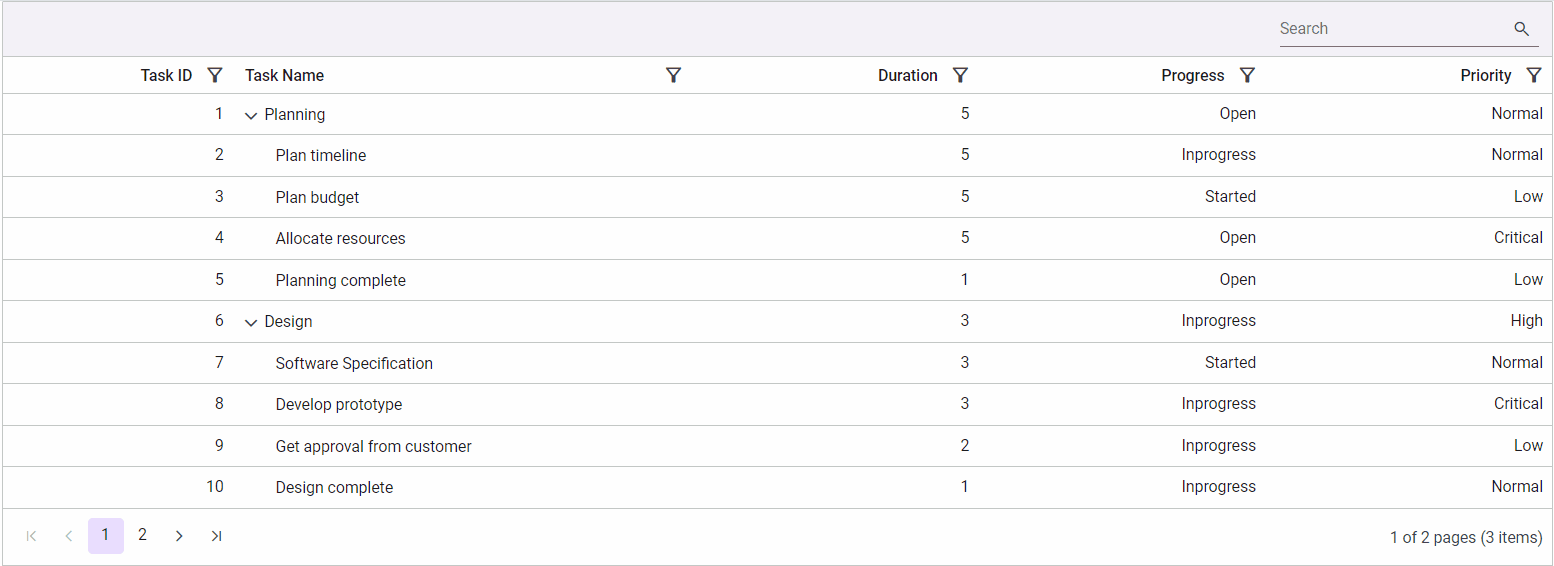 Search
Task ID Task Name Duration Progress Priority
1 Planning 5 Open Normal
2 Plan timeline 5 Inprogress Normal
3 Plan budget 5 Started Low
4 Allocate resources 5 Open Critical
5 Planning complete 1 Open Low
6 Design 3 Inprogress High
7 Software Specification 3 Started Normal
8 Develop prototype 3 Inprogress Critical
9 Get approval from customer 2 Inprogress Low
10 Design complete 1 Inprogress Normal
1 2 1 of 2 pages (3 items)